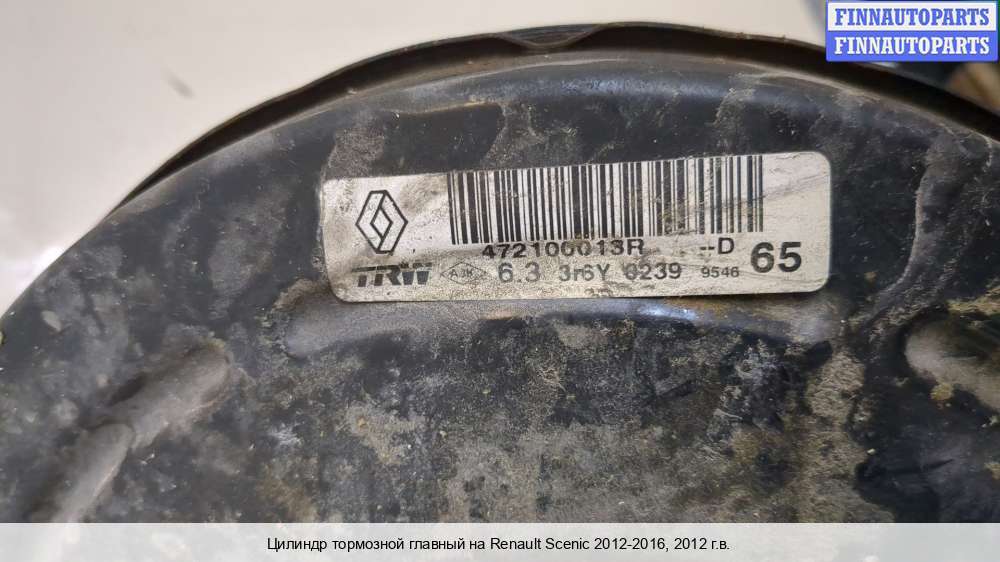 FINNAUTOPARTS
FINNAUTOPARTS
472100013R --D 65
TRW 6.3 9546
Цилиндр тормозной главный на Renault Scenic 2012-2016, 2012 г.в.